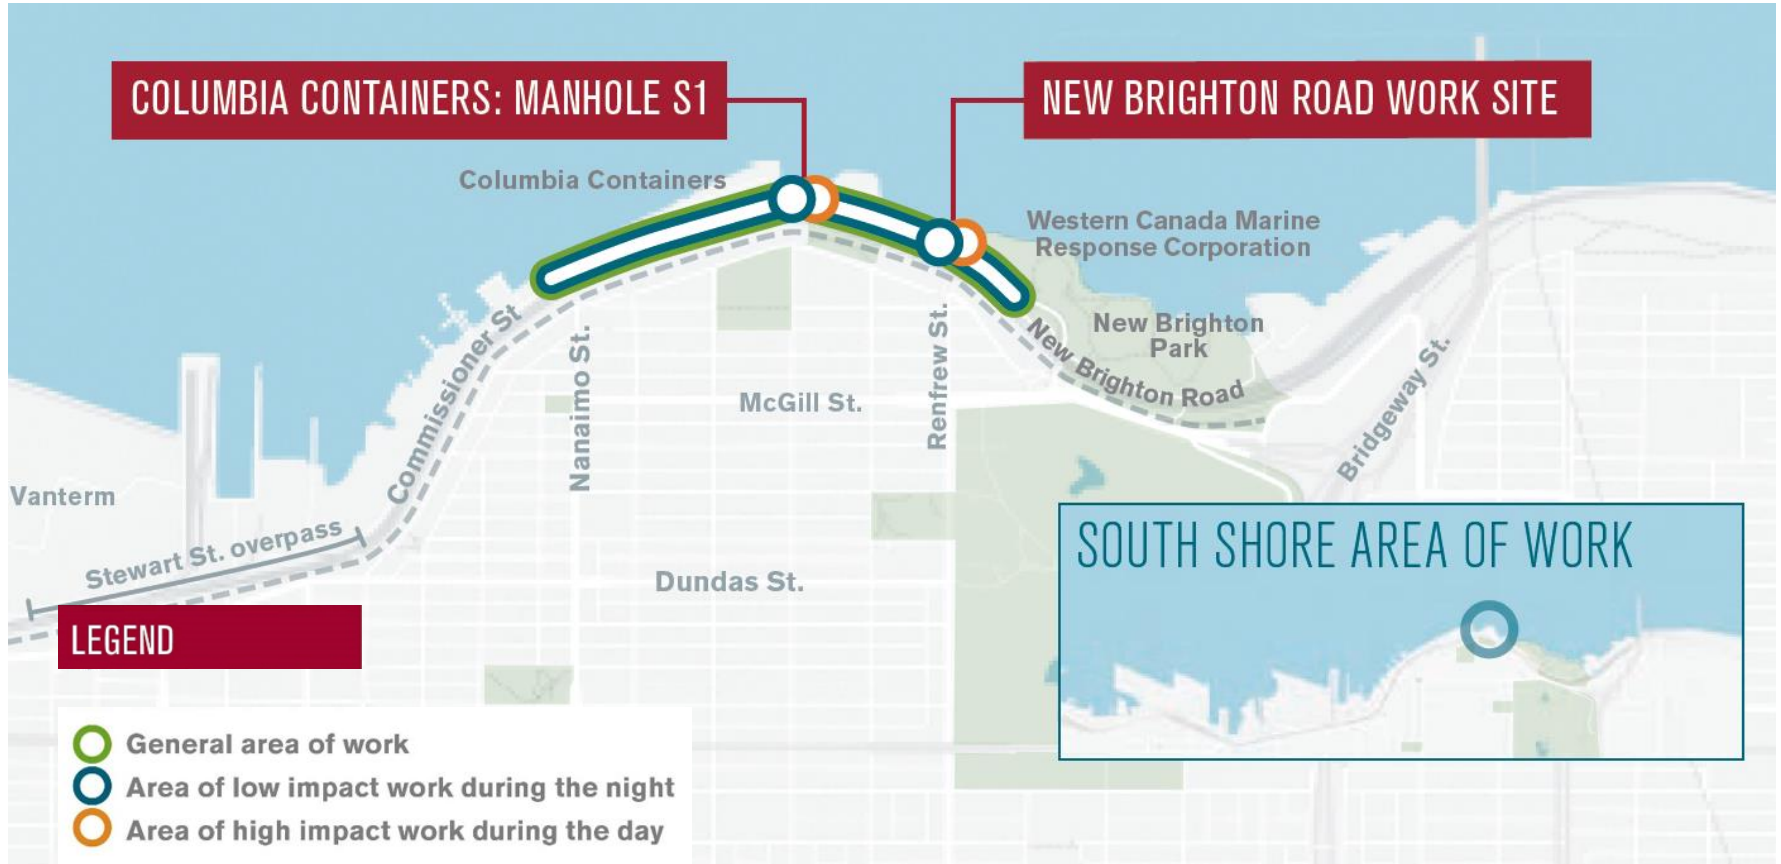 COLUMBIA CONTAINERS: MANHOLE S1
NEW BRIGHTON ROAD WORK SITE
Columbia Containers
Western Canada Marine
Response Corporation
New Brighton
Park
New Brighton Road
Commissioner St
Nanaimo St.
McGill St.
Renfrew St.
Bridgeway St.
Vanterm
Stewart St. overpass
Dundas St.
SOUTH SHORE AREA OF WORK
LEGEND
General area of work
Area of low impact work during the night
Area of high impact work during the day